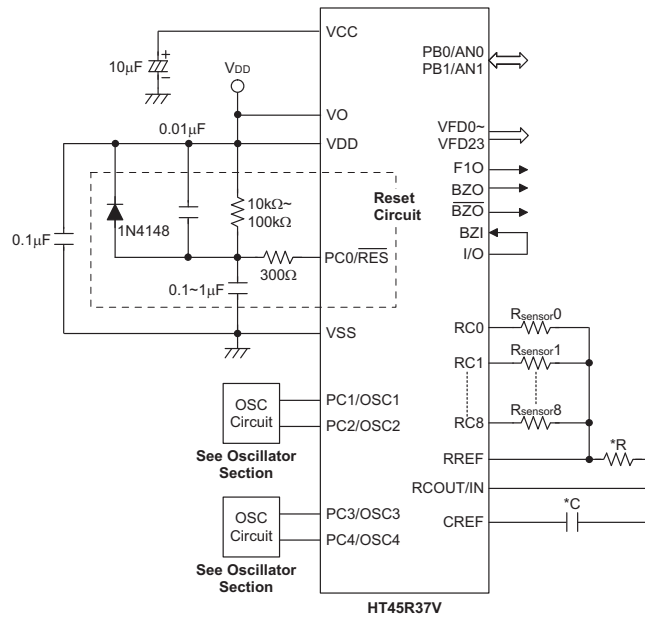 VCC
PB0/AN0
PB1/AN1
10μF
+
−
VDD
VO
0.01μF
VDD
VFD0~
VFD23
F1O
BZO
B̅Z̅O̅
BZI
I/O
Reset
Circuit
10kΩ~
100kΩ
1N4148
0.1μF
300Ω
PC0/R̅E̅S̅
0.1~1μF
VSS
RC0
Rsensor0
RC1
Rsensor1
RC8
Rsensor8
RREF
*R
RCOUT/IN
CREF
*C
OSC
Circuit
PC1/OSC1
PC2/OSC2
See Oscillator
Section
OSC
Circuit
PC3/OSC3
PC4/OSC4
See Oscillator
Section
HT45R37V